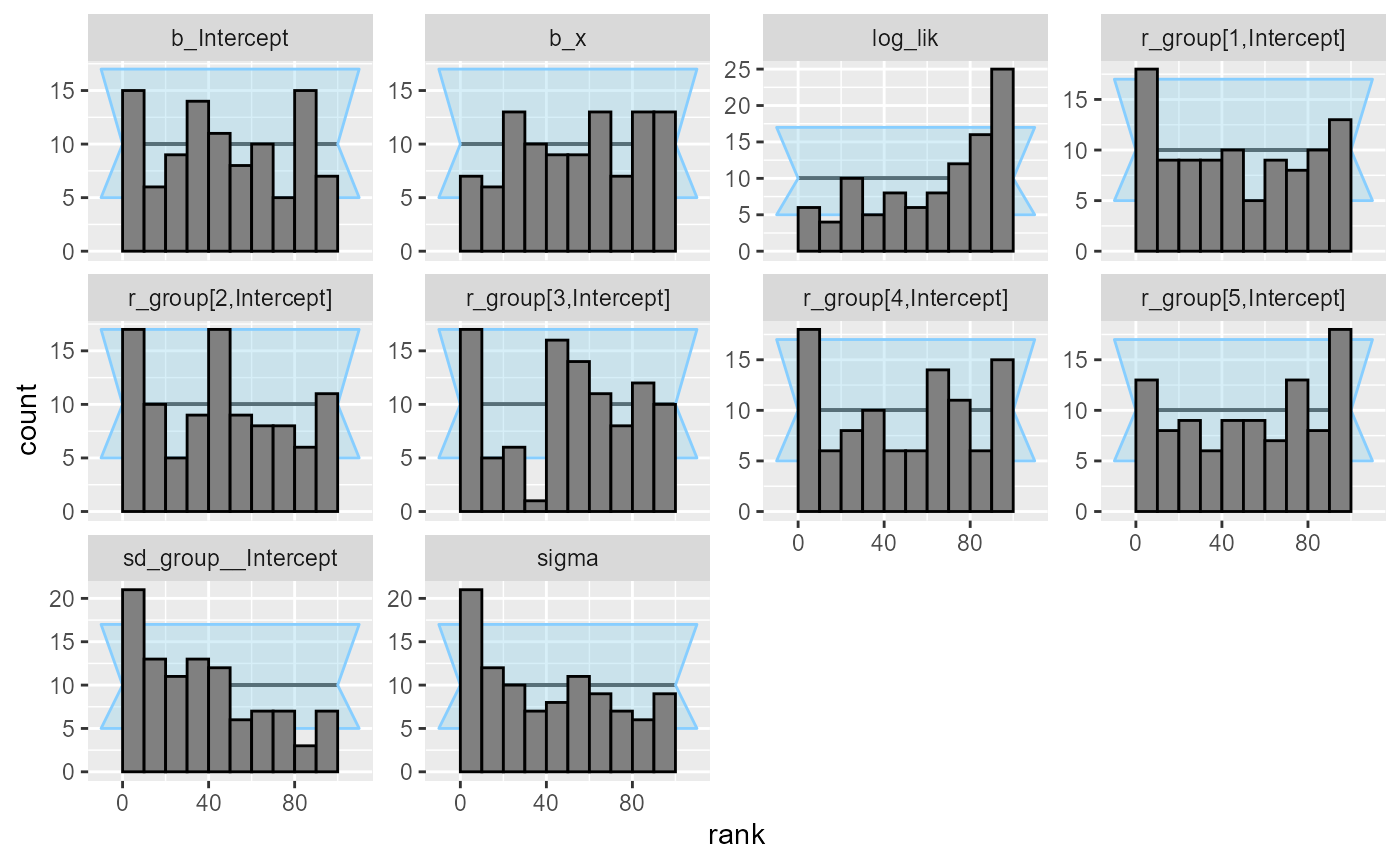 b_Intercept b_x log_lik r_group[1,Intercept]
15 10 5 0
15 10 5 0
25 20 15 10 5 0
15 10 5 0
r_group[2,Intercept] r_group[3,Intercept] r_group[4,Intercept] r_group[5,Intercept]
15 10 5 0
15 10 5 0
15 10 5 0
15 10 5 0
0 40 80
0 40 80
count
sd_group__Intercept sigma
20 15 10 5 0
20 15 10 5 0
0 40 80
0 40 80
rank